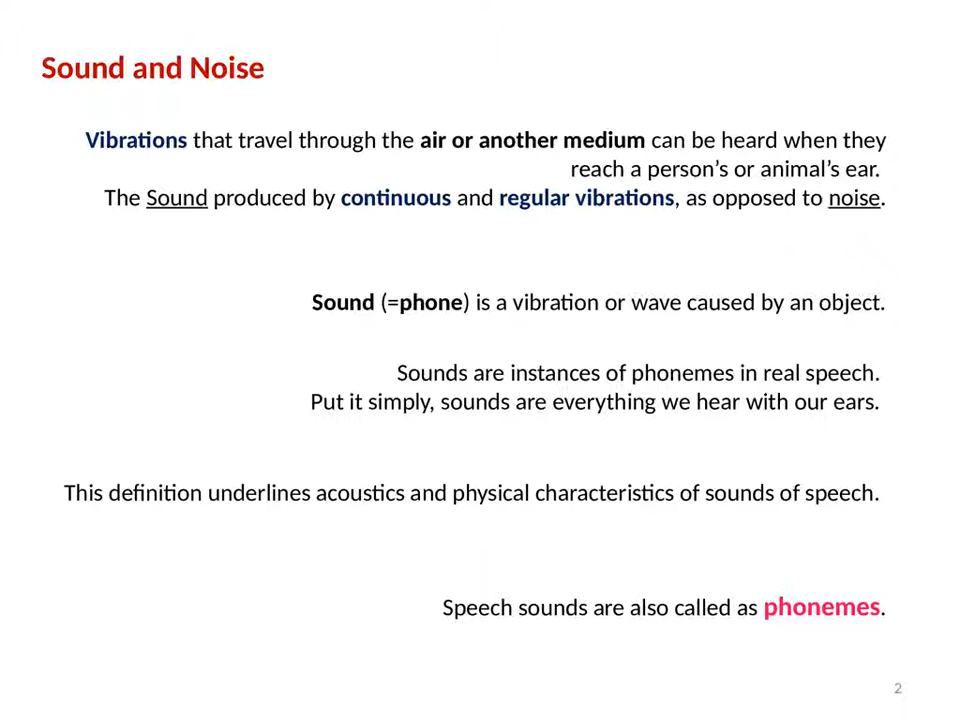 Sound and Noise
Vibrations that travel through the air or another medium can be heard when they
reach a person’s or animal’s ear.
The Sound produced by continuous and regular vibrations, as opposed to noise.
Sound (=phone) is a vibration or wave caused by an object.
Sounds are instances of phonemes in real speech.
Put it simply, sounds are everything we hear with our ears.
This definition underlines acoustics and physical characteristics of sounds of speech.
Speech sounds are also called as phonemes.
2